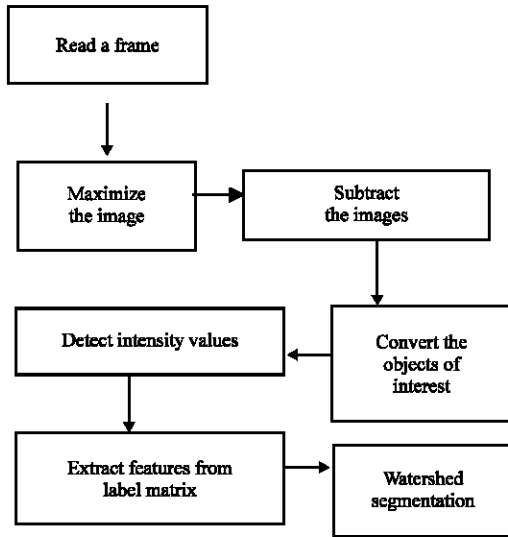 Read a frame
Maximize
the image
Subtract
the images
Convert the
objects of
interest
Detect intensity values
Extract features from
label matrix
Watershed
segmentation